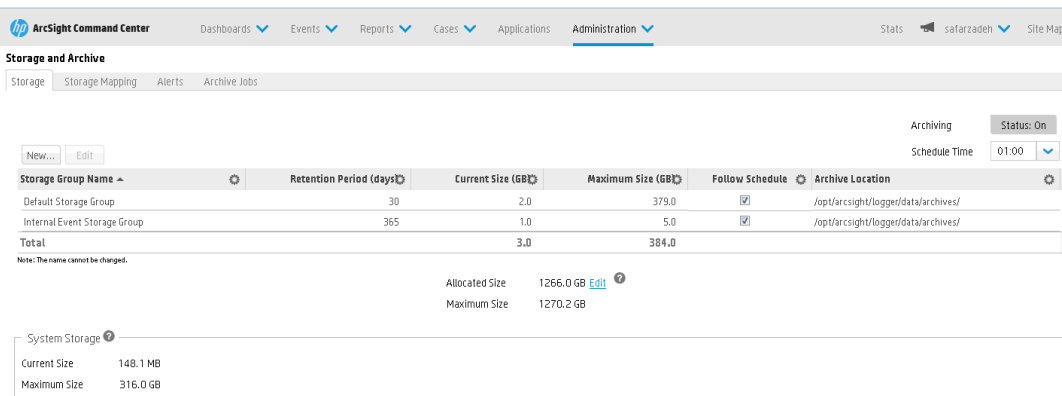 hp ArcSight Command Center Dashboards Events Reports Cases Applications Administration Stats safarzadeh Site Map
Storage and Archive
Storage Storage Mapping Alerts Archive Jobs
Archiving Status: On
New... Edit Schedule Time 01:00
Storage Group Name Retention Period (days) Current Size (GB) Maximum Size (GB) Follow Schedule Archive Location
Default Storage Group 30 2.0 379.0 /opt/arcsight/logger/data/archives/
Internal Event Storage Group 365 1.0 5.0 /opt/arcsight/logger/data/archives/
Total 3.0 384.0
Note: The name cannot be changed.
Allocated Size 1266.0 GB Edit ?
Maximum Size 1270.2 GB
System Storage ?
Current Size 148.1 MB
Maximum Size 316.0 GB